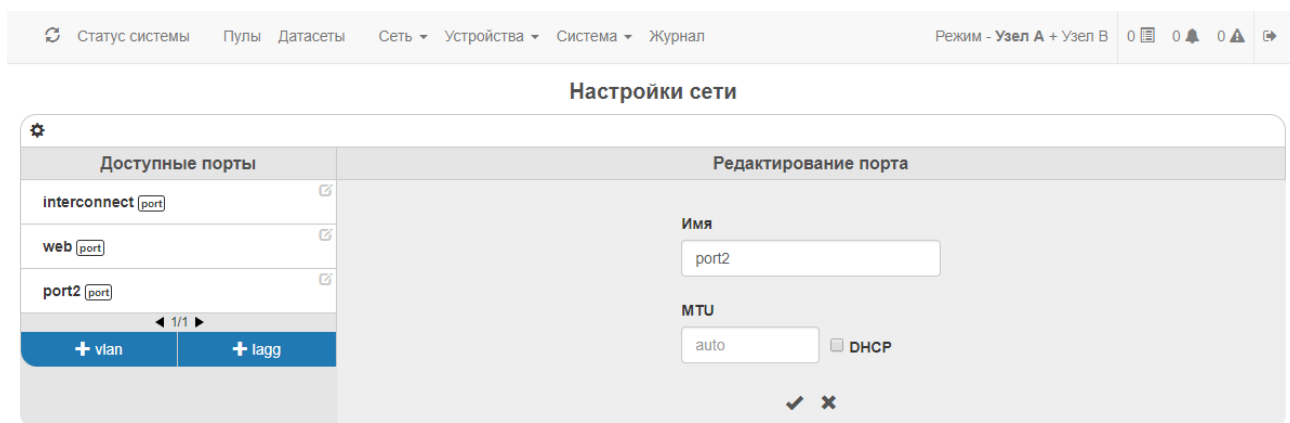 Статус системы Пулы Датасеты Сеть Устройства Система Журнал Режим - Узел A + Узел B 0 0 0
Настройки сети
Доступные порты Редактирование порта
interconnect port
web port
port2 port
1/1
+ vlan + lagg
Имя
port2
MTU
auto DHCP